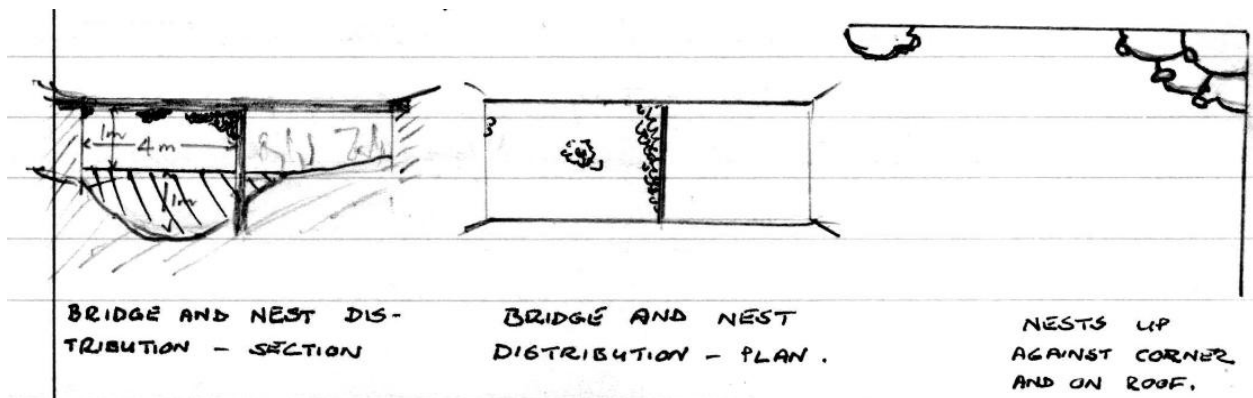 1m
4 m
1m
BRIDGE AND NEST DIS-
TRIBUTION - SECTION
BRIDGE AND NEST
DISTRIBUTION - PLAN.
NESTS UP
AGAINST CORNER
AND ON ROOF.